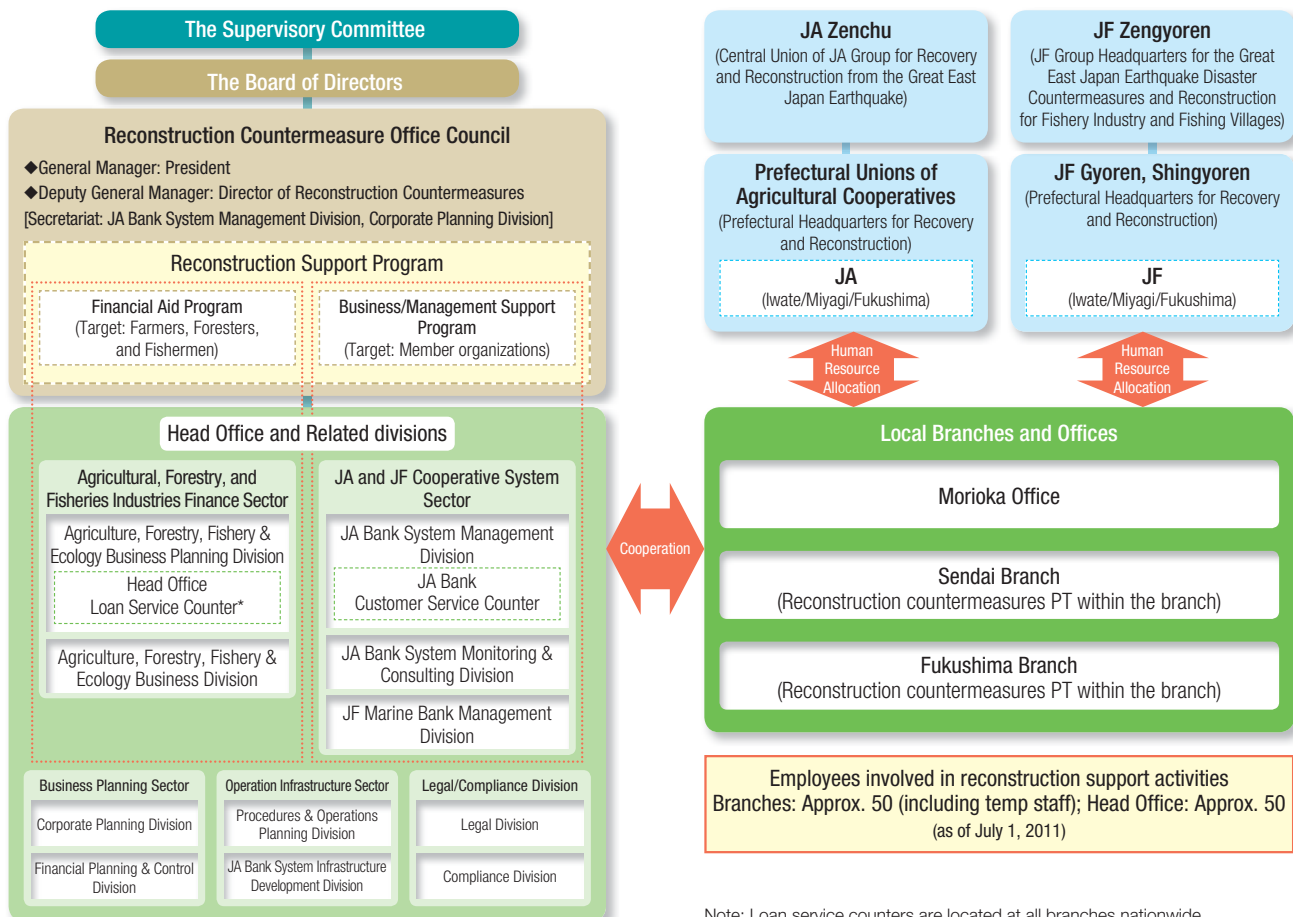 The Supervisory Committee
The Board of Directors
Reconstruction Countermeasure Office Council
◆General Manager: President
◆Deputy General Manager: Director of Reconstruction Countermeasures
[Secretariat: JA Bank System Management Division, Corporate Planning Division]
Reconstruction Support Program
Financial Aid Program
(Target: Farmers, Foresters,
and Fishermen)
Business/Management Support
Program
(Target: Member organizations)
Head Office and Related divisions
Agricultural, Forestry, and
Fisheries Industries Finance Sector
Agriculture, Forestry, Fishery &
Ecology Business Planning Division
Head Office
Loan Service Counter*
Agriculture, Forestry, Fishery &
Ecology Business Division
JA and JF Cooperative System
Sector
JA Bank System Management
Division
JA Bank
Customer Service Counter
JA Bank System Monitoring &
Consulting Division
JF Marine Bank Management
Division
Business Planning Sector
Corporate Planning Division
Financial Planning & Control
Division
Operation Infrastructure Sector
Procedures & Operations
Planning Division
JA Bank System Infrastructure
Development Division
Legal/Compliance Division
Legal Division
Compliance Division
Cooperation
JA Zenchu
(Central Union of JA Group for Recovery
and Reconstruction from the Great East
Japan Earthquake)
Prefectural Unions of
Agricultural Cooperatives
(Prefectural Headquarters for Recovery
and Reconstruction)
JA
(Iwate/Miyagi/Fukushima)
Human
Resource
Allocation
JF Zengyoren
(JF Group Headquarters for the Great
East Japan Earthquake Disaster
Countermeasures and Reconstruction
for Fishery Industry and Fishing Villages)
JF Gyoren, Shingyoren
(Prefectural Headquarters for Recovery
and Reconstruction)
JF
(Iwate/Miyagi/Fukushima)
Human
Resource
Allocation
Local Branches and Offices
Morioka Office
Sendai Branch
(Reconstruction countermeasures PT within the branch)
Fukushima Branch
(Reconstruction countermeasures PT within the branch)
Employees involved in reconstruction support activities
Branches: Approx. 50 (including temp staff); Head Office: Approx. 50
(as of July 1, 2011)
Note: Loan service counters are located at all branches nationwide